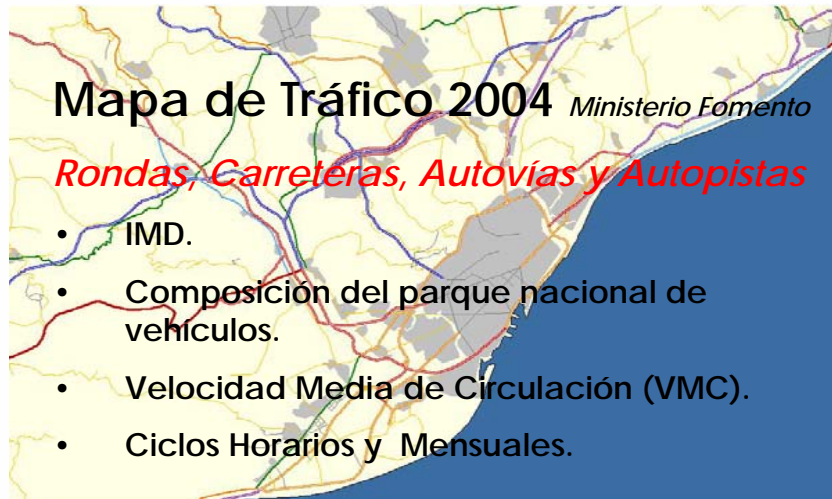 Mapa de Tráfico 2004 Ministerio Fomento
Rondas, Carreteras, Autovías y Autopistas
• IMD.
• Composición del parque nacional de
vehículos.
• Velocidad Media de Circulación (VMC).
• Ciclos Horarios y Mensuales.